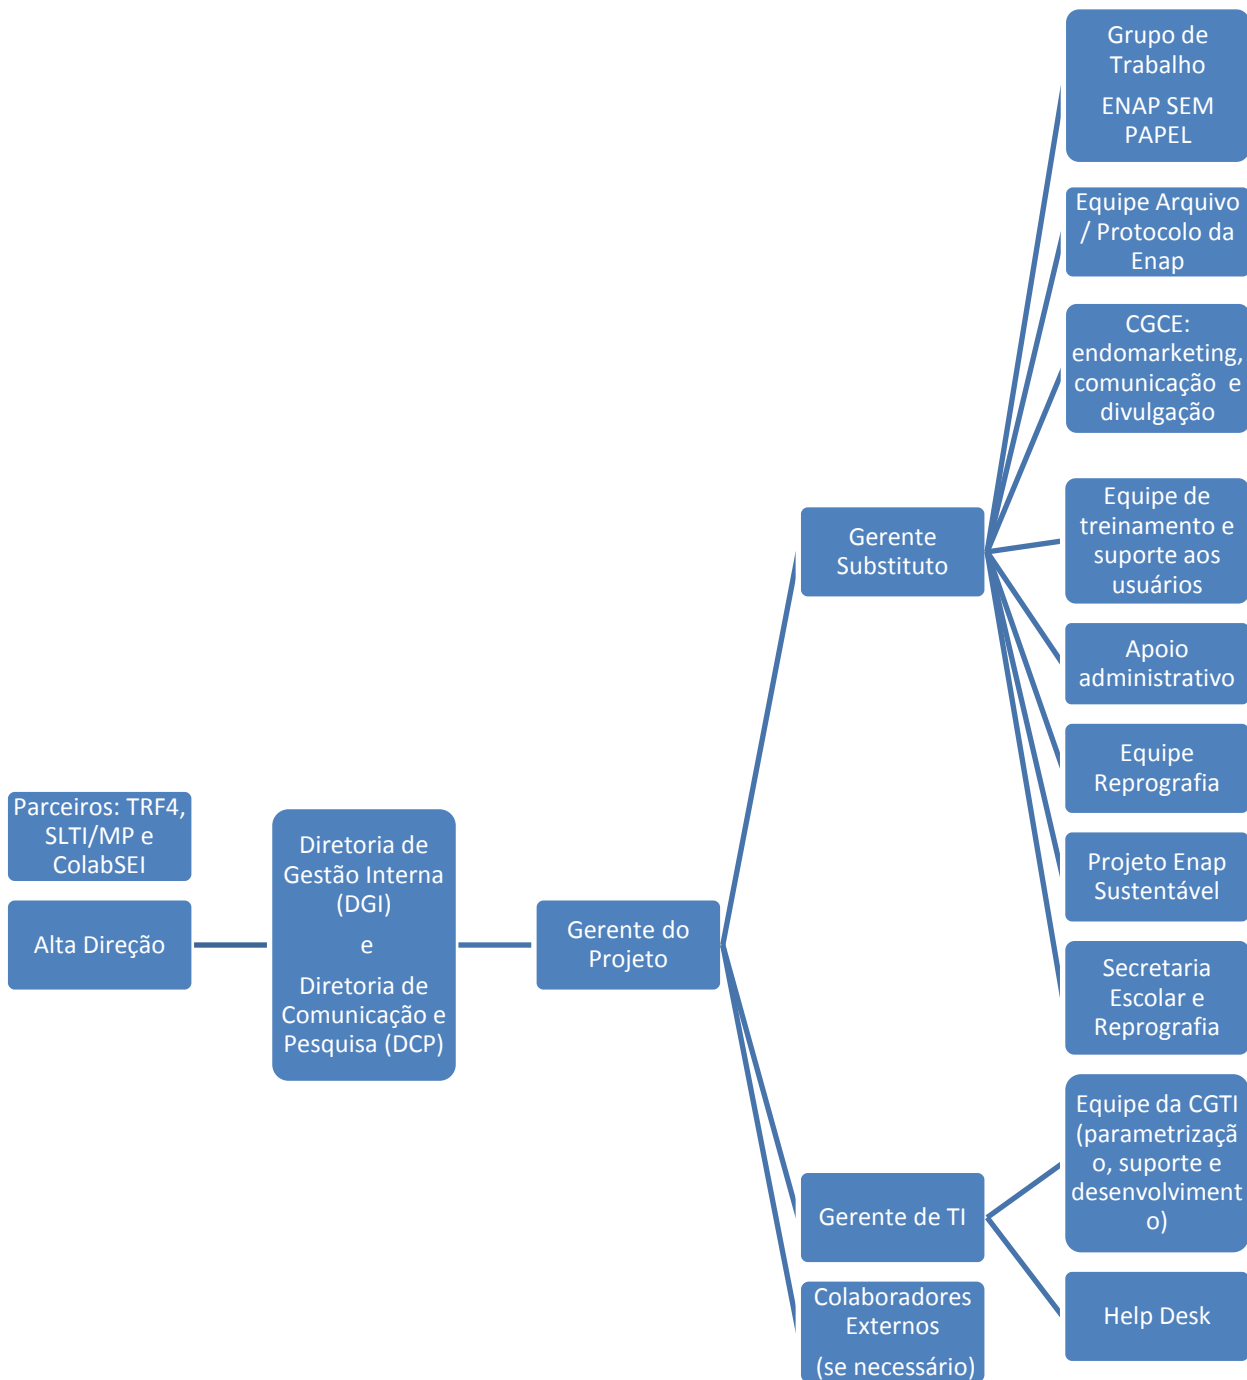 Parceiros: TRF4,
SLTI/MP e
ColabSEI
Alta Direção
Diretoria de
Gestão Interna
(DGI)
e
Diretoria de
Comunicação e
Pesquisa (DCP)
Gerente do
Projeto
Gerente
Substituto
Gerente de TI
Colaboradores
Externos
(se necessário)
Grupo de
Trabalho
ENAP SEM
PAPEL
Equipe Arquivo
/ Protocolo da
Enap
CGCE:
endomarketing,
comunicação e
divulgação
Equipe de
treinamento e
suporte aos
usuários
Apoio
administrativo
Equipe
Reprografia
Projeto Enap
Sustentável
Secretaria
Escolar e
Reprografia
Equipe da CGTI
(parametrizaçã
o, suporte e
desenvolviment
o)
Help Desk